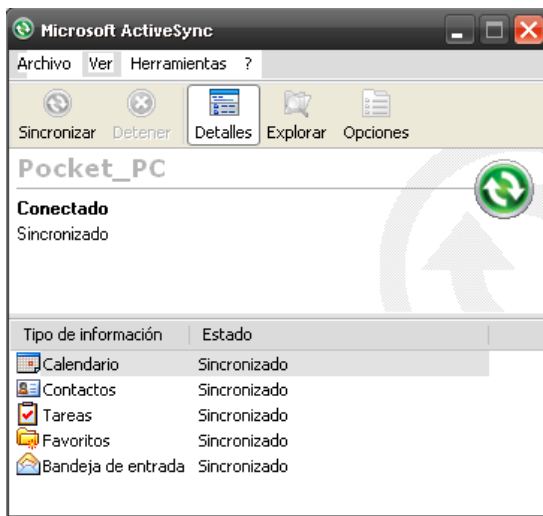 Microsoft ActiveSync
Archivo Ver Herramientas ?
Sincronizar Detener Detalles Explorar Opciones
Pocket_PC
Conectado
Sincronizado
Tipo de información Estado
Calendario Sincronizado
Contactos Sincronizado
Tareas Sincronizado
Favoritos Sincronizado
Bandeja de entrada Sincronizado